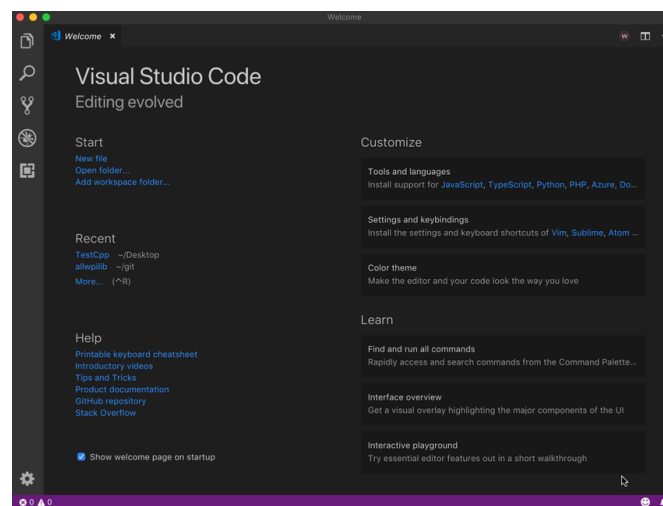 Welcome
Welcome ×
W
Visual Studio Code
Editing evolved
Start
New file
Open folder...
Add workspace folder...
Recent
TestCpp ~/Desktop
allwpilib ~/git
More... (^R)
Help
Printable keyboard cheatsheet
Introductory videos
Tips and Tricks
Product documentation
GitHub repository
Stack Overflow
Show welcome page on startup
Customize
Tools and languages
Install support for JavaScript, TypeScript, Python, PHP, Azure, Do...
Settings and keybindings
Install the settings and keyboard shortcuts of Vim, Sublime, Atom ...
Color theme
Make the editor and your code look the way you love
Learn
Find and run all commands
Rapidly access and search commands from the Command Palette...
Interface overview
Get a visual overlay highlighting the major components of the UI
Interactive playground
Try essential editor features out in a short walkthrough
0 0